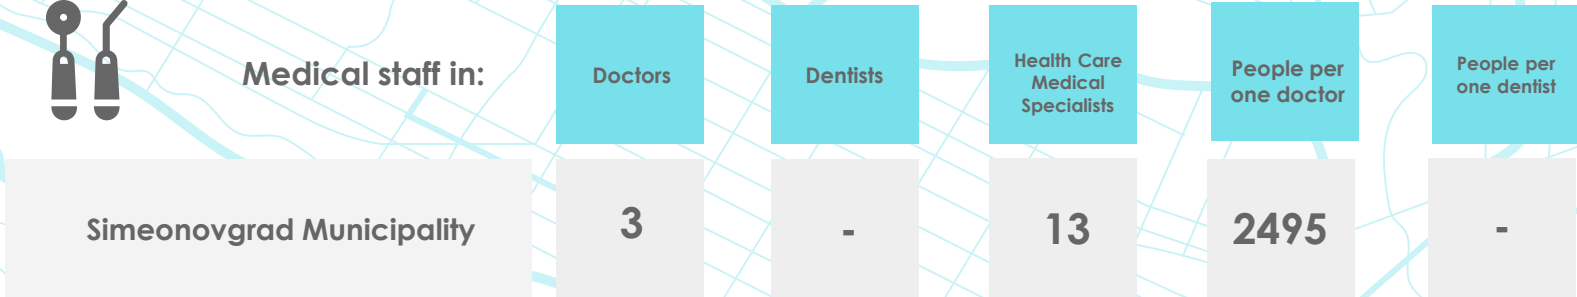 Medical staff in:
Doctors
Dentists
Health Care
Medical
Specialists
People per
one doctor
People per
one dentist
Simeonovgrad Municipality
3
-
13
2495
-